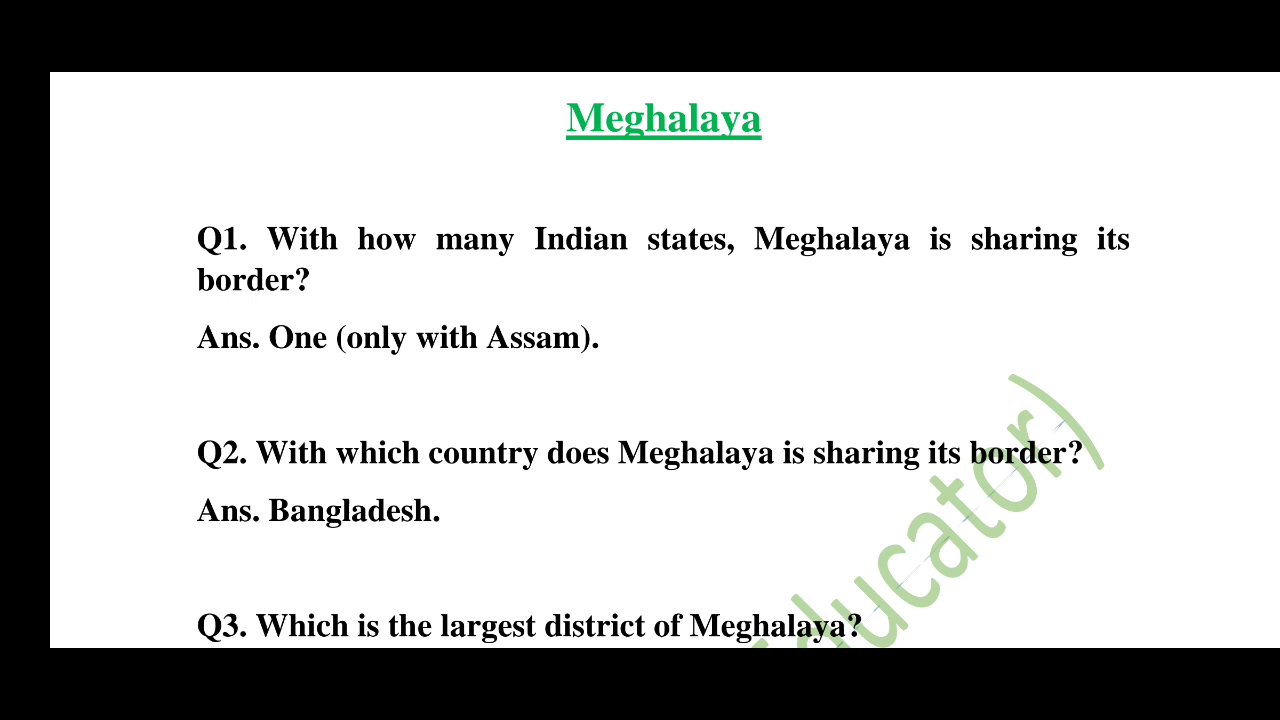 Meghalaya
Q1. With how many Indian states, Meghalaya is sharing its
border?
Ans. One (only with Assam).
Q2. With which country does Meghalaya is sharing its border?
Ans. Bangladesh.
Q3. Which is the largest district of Meghalaya?
ducator)